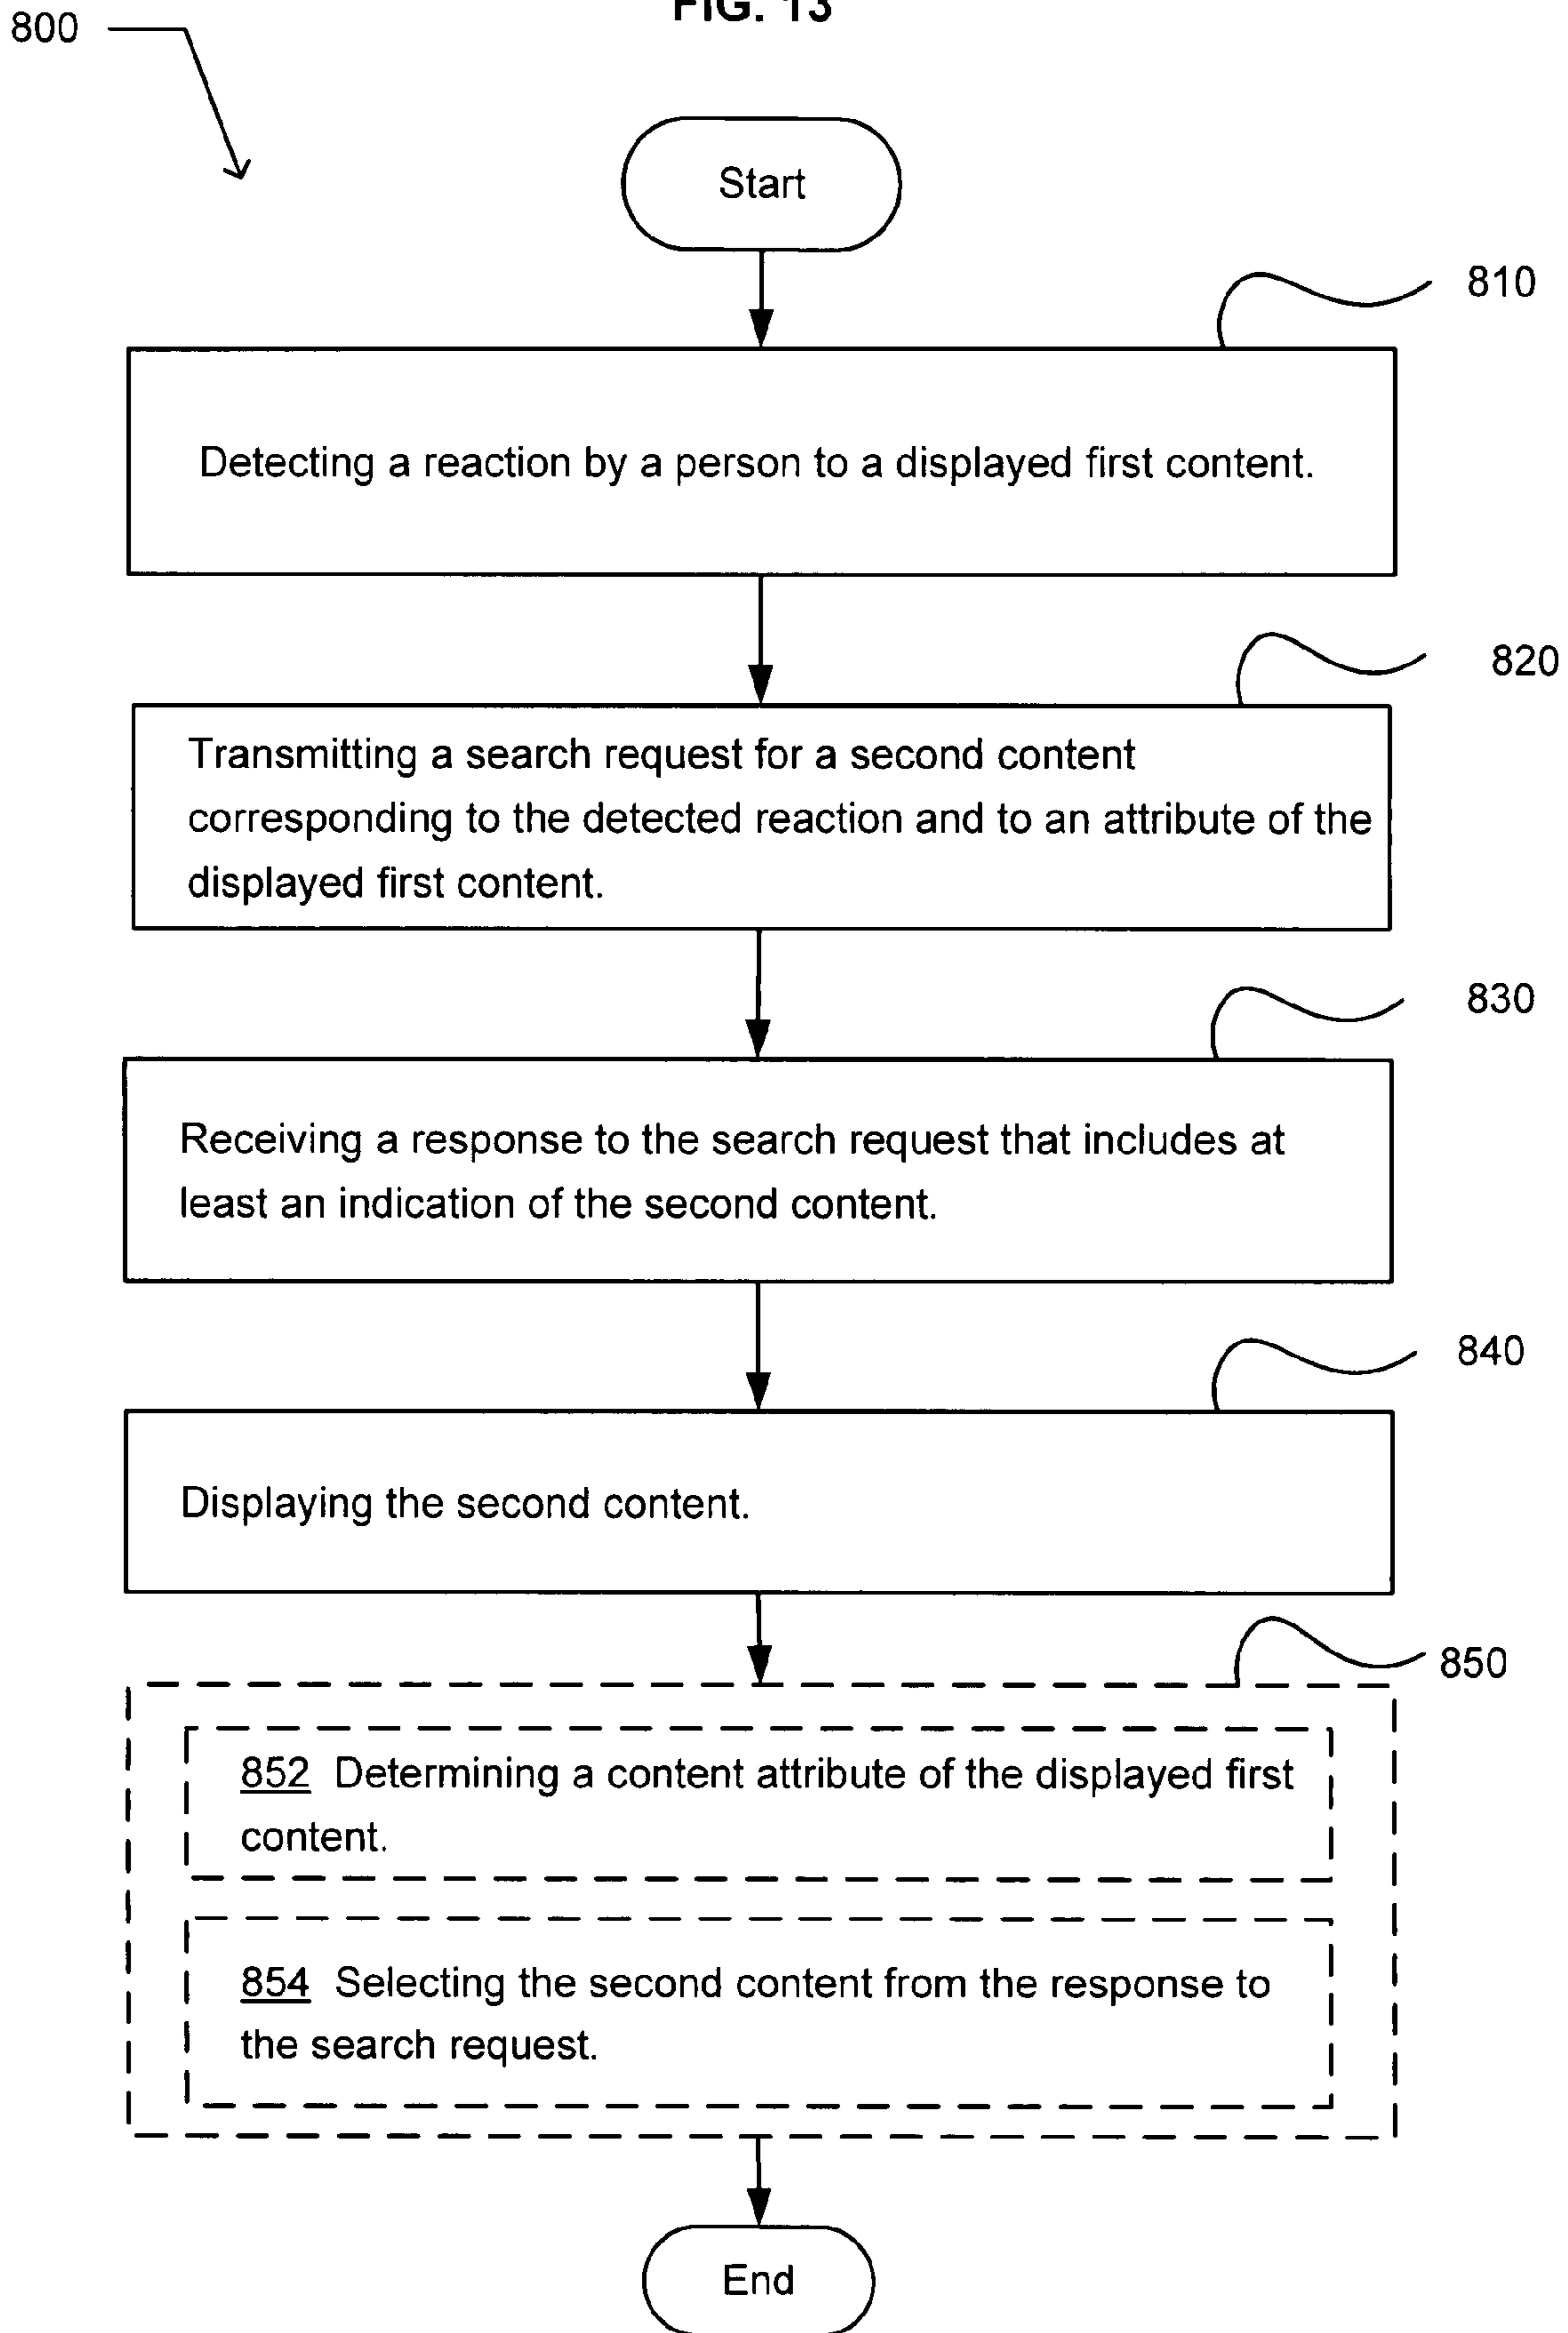 FIG. 13
800
Start
810
Detecting a reaction by a person to a displayed first content.
820
Transmitting a search request for a second content
corresponding to the detected reaction and to an attribute of the
displayed first content.
830
Receiving a response to the search request that includes at
least an indication of the second content.
840
Displaying the second content.
850
852 Determining a content attribute of the displayed first
content.
854 Selecting the second content from the response to
the search request.
End